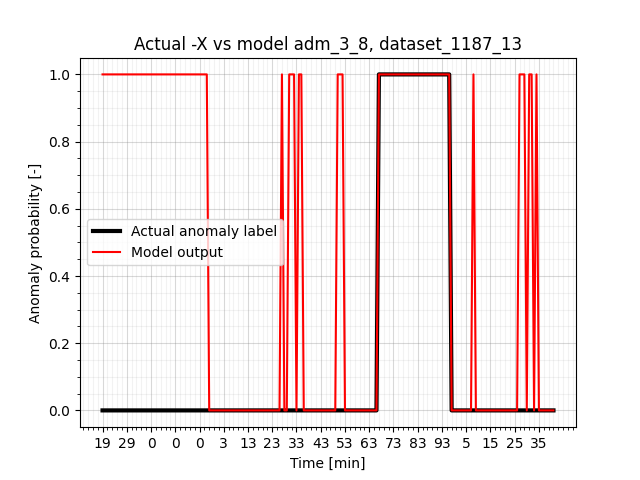 Actual -X vs model adm_3_8, dataset_1187_13
Anomaly probability [-]
1.0
0.8
0.6
0.4
0.2
0.0
Actual anomaly label
Model output
19 29 0 0 0 3 13 23 33 43 53 63 73 83 93 5 15 25 35
Time [min]